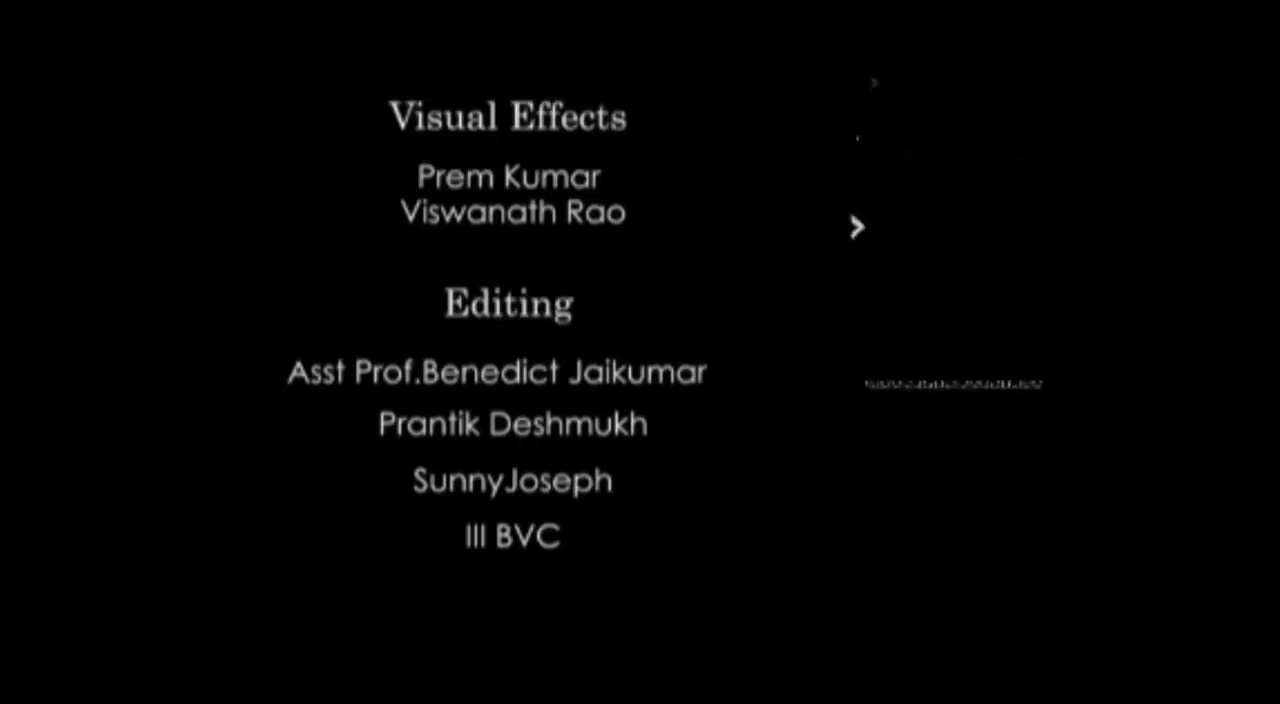 Visual Effects
Prem Kumar
Viswanath Rao
Editing
Asst Prof.Benedict Jaikumar
Prantik Deshmukh
SunnyJoseph
III BVC